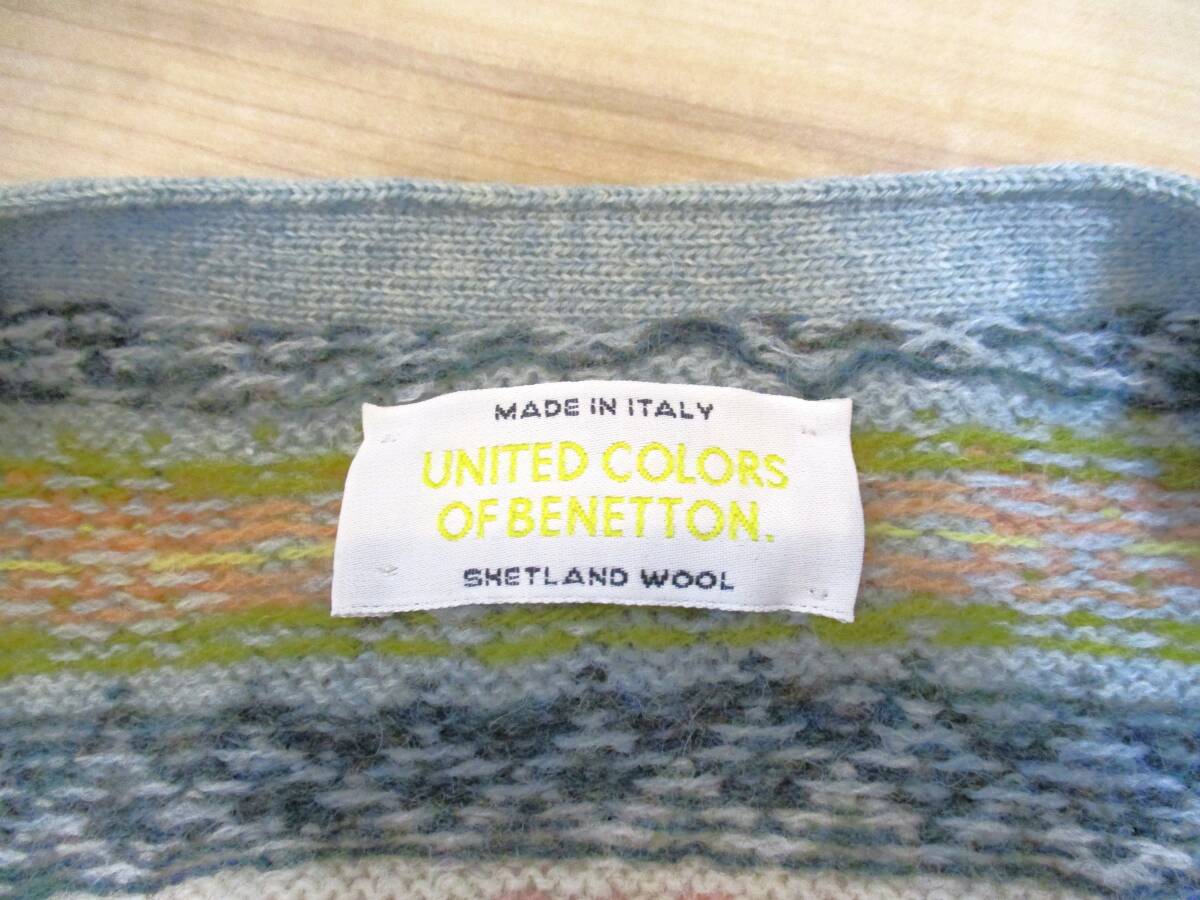 MADE IN ITALY
UNITED COLORS
OF BENETTON.
SHETLAND WOOL